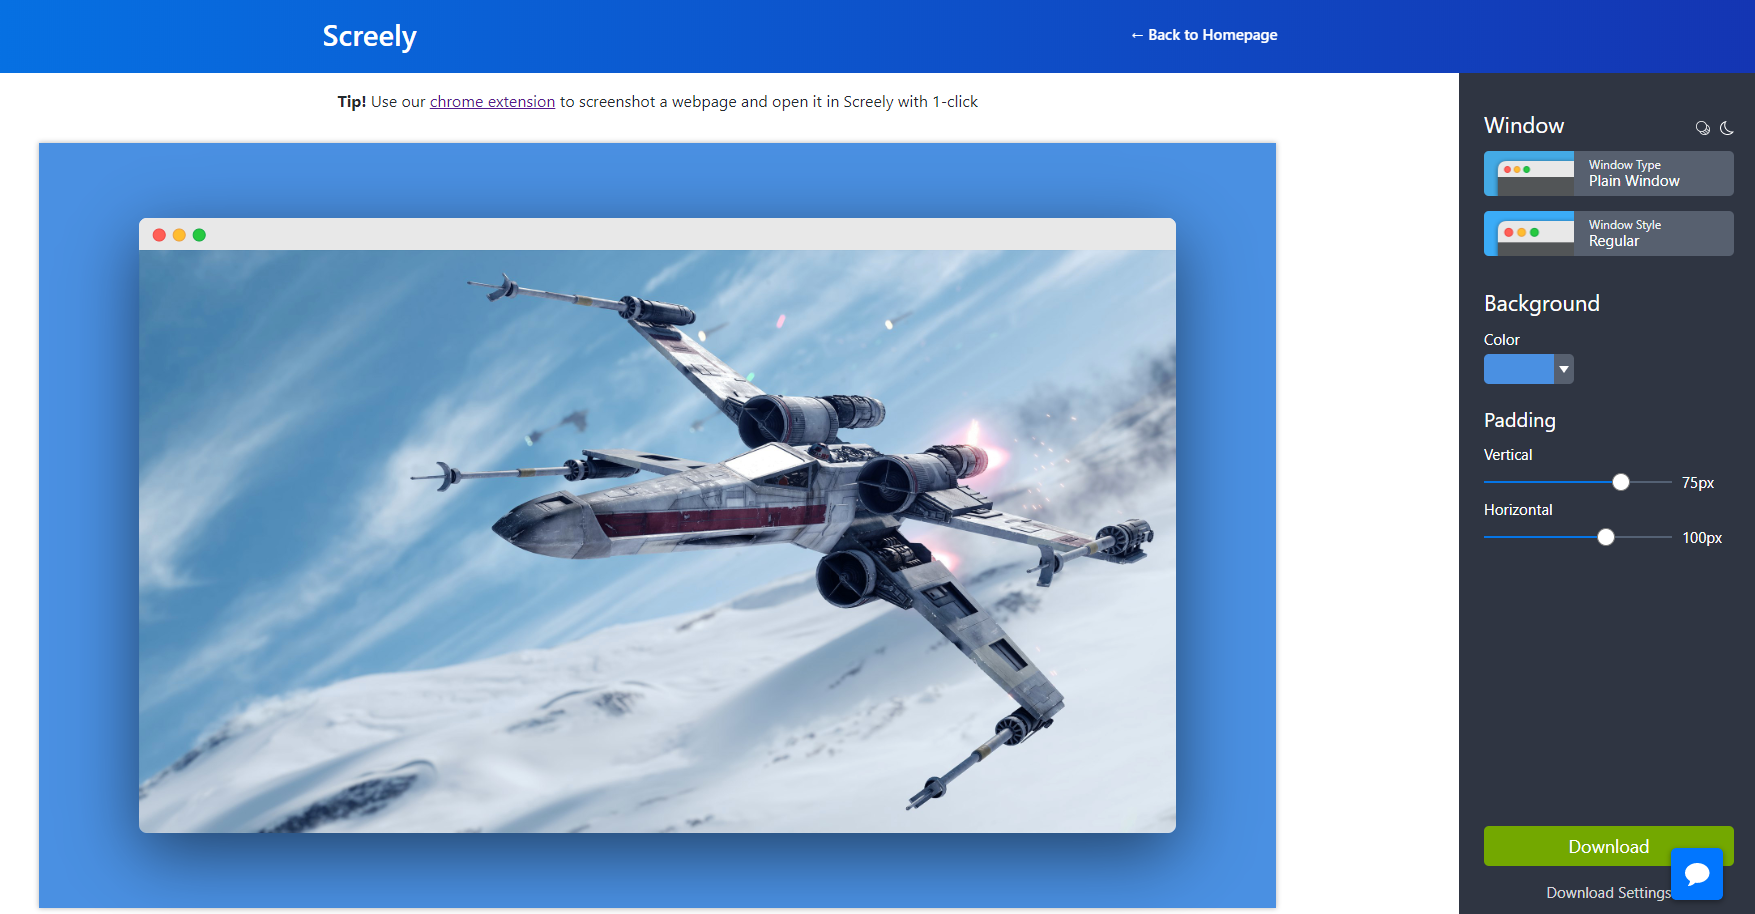 Screely
← Back to Homepage
Tip! Use our chrome extension to screenshot a webpage and open it in Screely with 1-click
Window
Window Type
Plain Window
Window Style
Regular
Background
Color
Padding
Vertical
75px
Horizontal
100px
Download
Download Settings